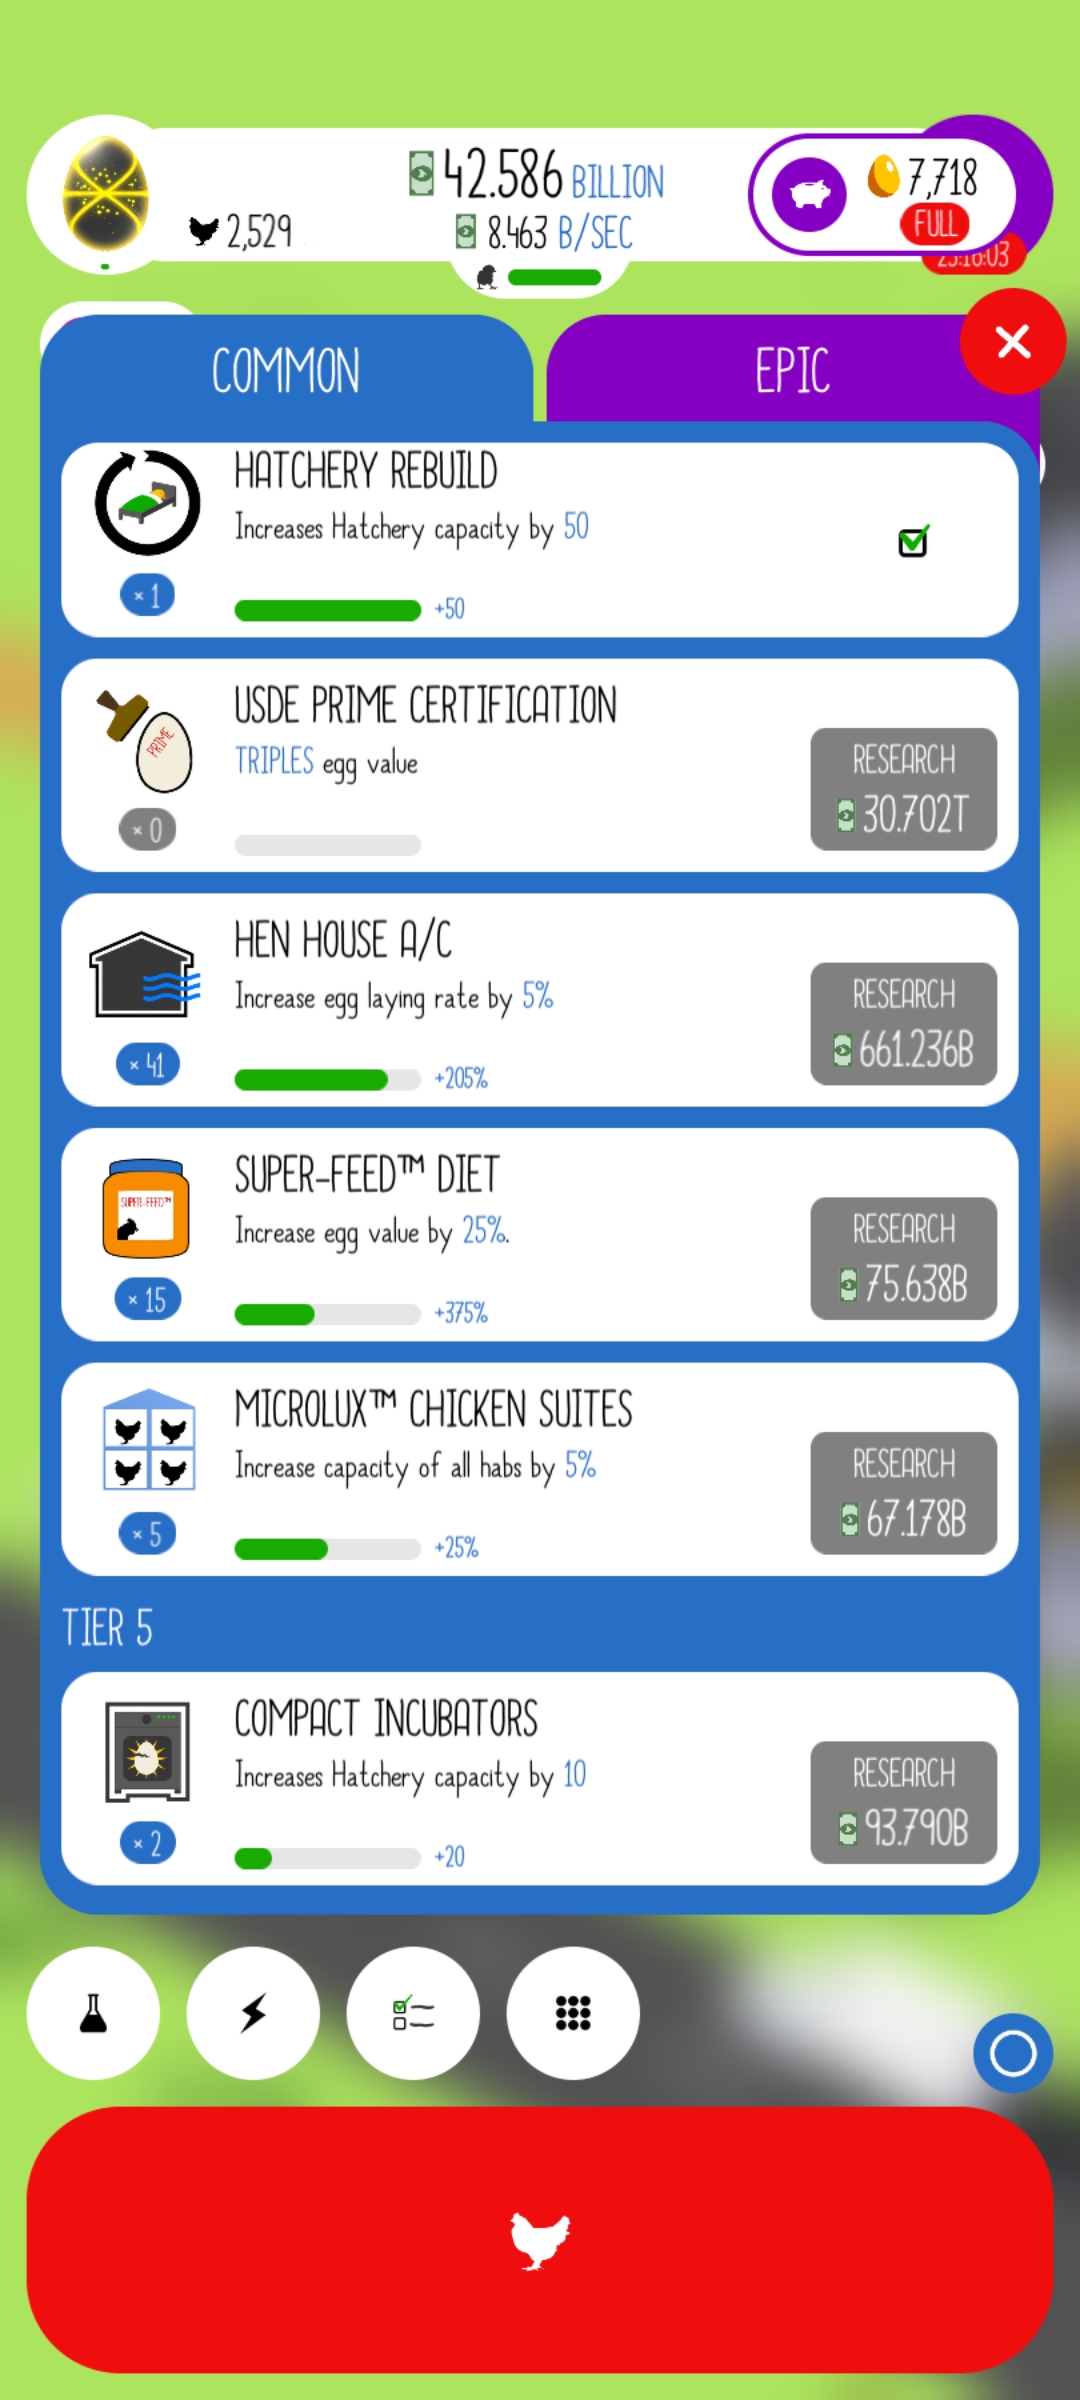 42.586 BILLION
2,529
8.463 B/SEC
7,718
FULL
COMMON
EPIC
HATCHERY REBUILD
Increases Hatchery capacity by 50
× 1
+50
USDE PRIME CERTIFICATION
TRIPLES egg value
PRIME
× 0
RESEARCH
30.702T
HEN HOUSE A/C
Increase egg laying rate by 5%
× 41
+205%
RESEARCH
661.236B
SUPER-FEED™ DIET
Increase egg value by 25%.
SUPER-FEED™
× 15
+375%
RESEARCH
75.638B
MICROLUX™ CHICKEN SUITES
Increase capacity of all habs by 5%
× 5
+25%
RESEARCH
67.178B
TIER 5
COMPACT INCUBATORS
Increases Hatchery capacity by 10
× 2
+20
RESEARCH
93.790B